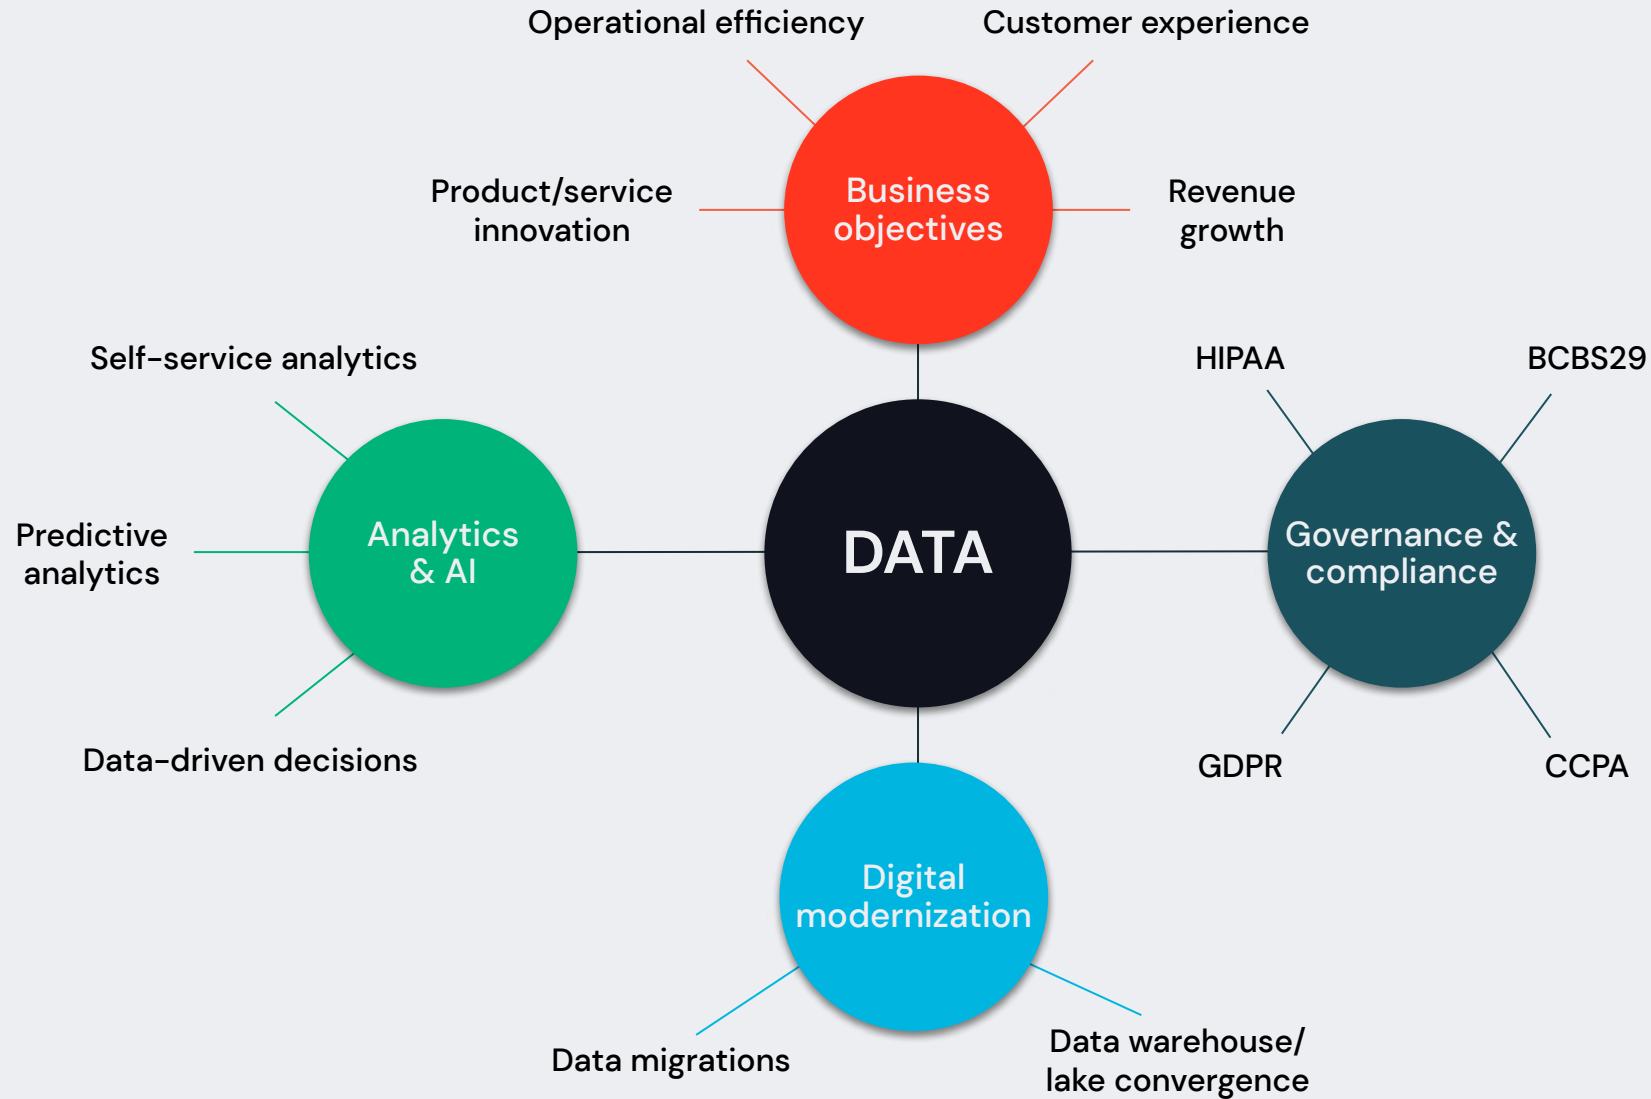 Operational efficiency
Customer experience
Product/service
innovation
Business
objectives
Revenue
growth
Self-service analytics
HIPAA
BCBS29
Predictive
analytics
Analytics
& AI
DATA
Governance &
compliance
Data-driven decisions
GDPR
CCPA
Digital
modernization
Data migrations
Data warehouse/
lake convergence